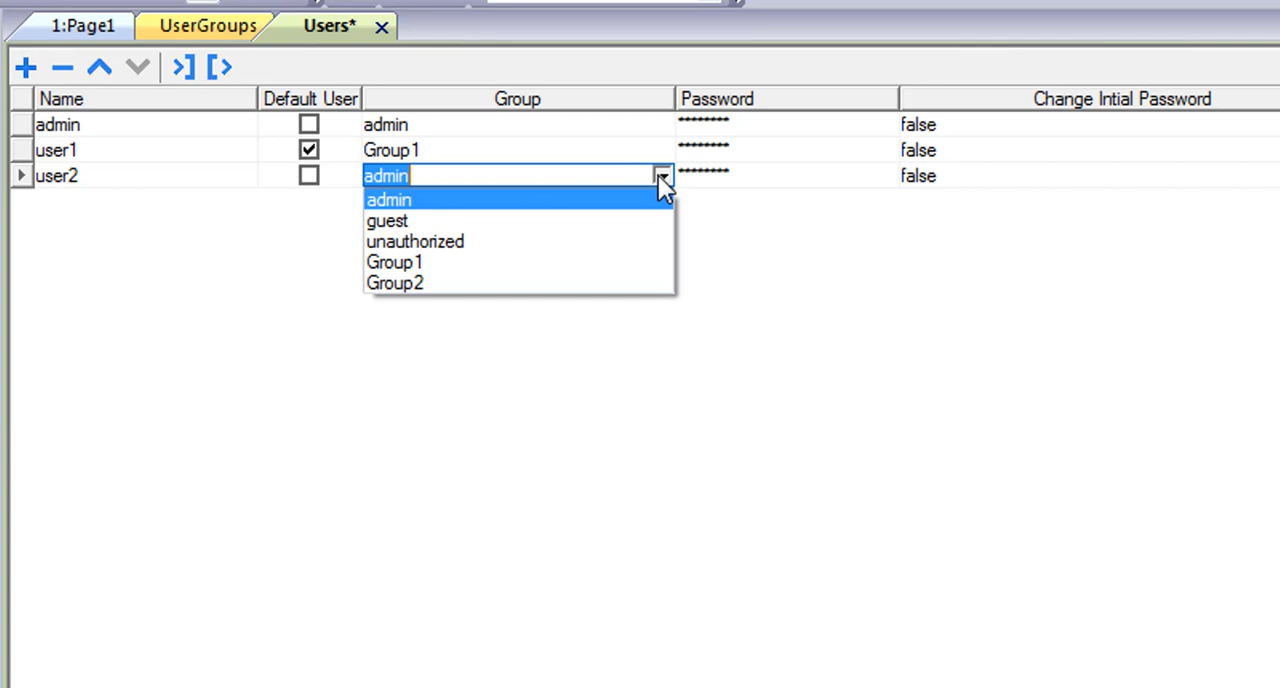 1:Page1 UserGroups Users*
Name Default User Group Password Change Intial Password
admin admin ******** false
user1 Group1 ******** false
user2 admin ******** false
admin
guest
unauthorized
Group1
Group2